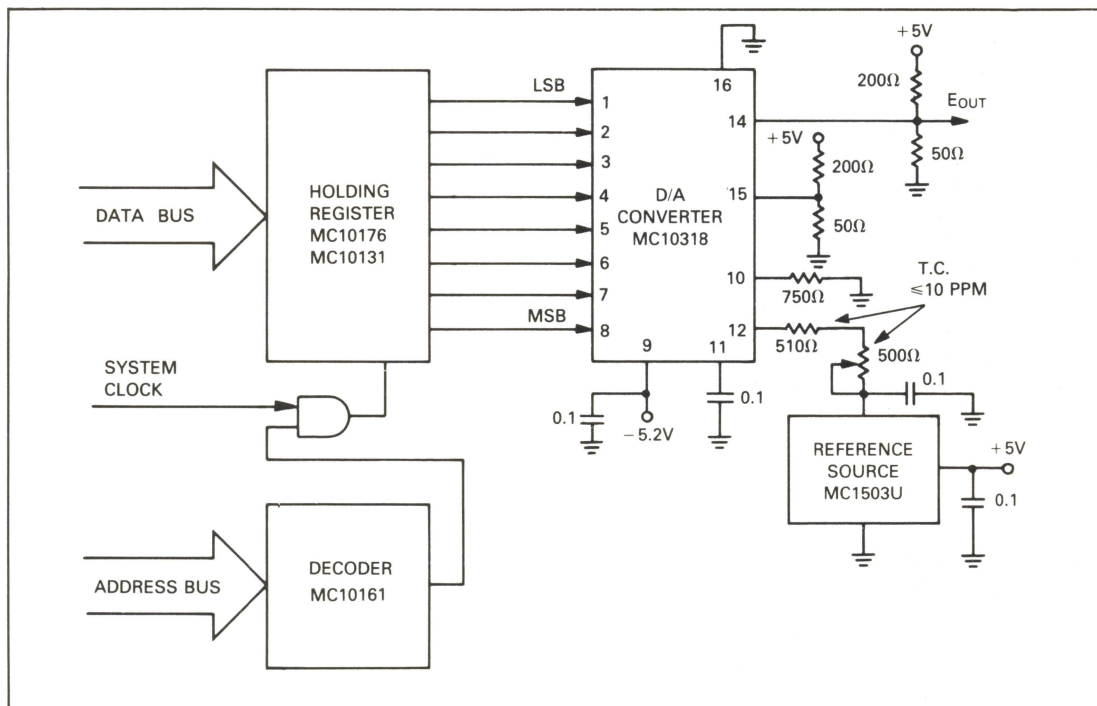 +5V
200Ω
EOUT
50Ω
+5V
200Ω
50Ω
LSB
MSB
16
14
15
10
12
11
9
1
2
3
4
5
6
7
8
D/A
CONVERTER
MC10318
HOLDING
REGISTER
MC10176
MC10131
DATA BUS
SYSTEM
CLOCK
750Ω
T.C.
≤10 PPM
510Ω
500Ω
0.1
0.1
-5.2V
0.1
REFERENCE
SOURCE
MC1503U
+5V
0.1
DECODER
MC10161
ADDRESS BUS